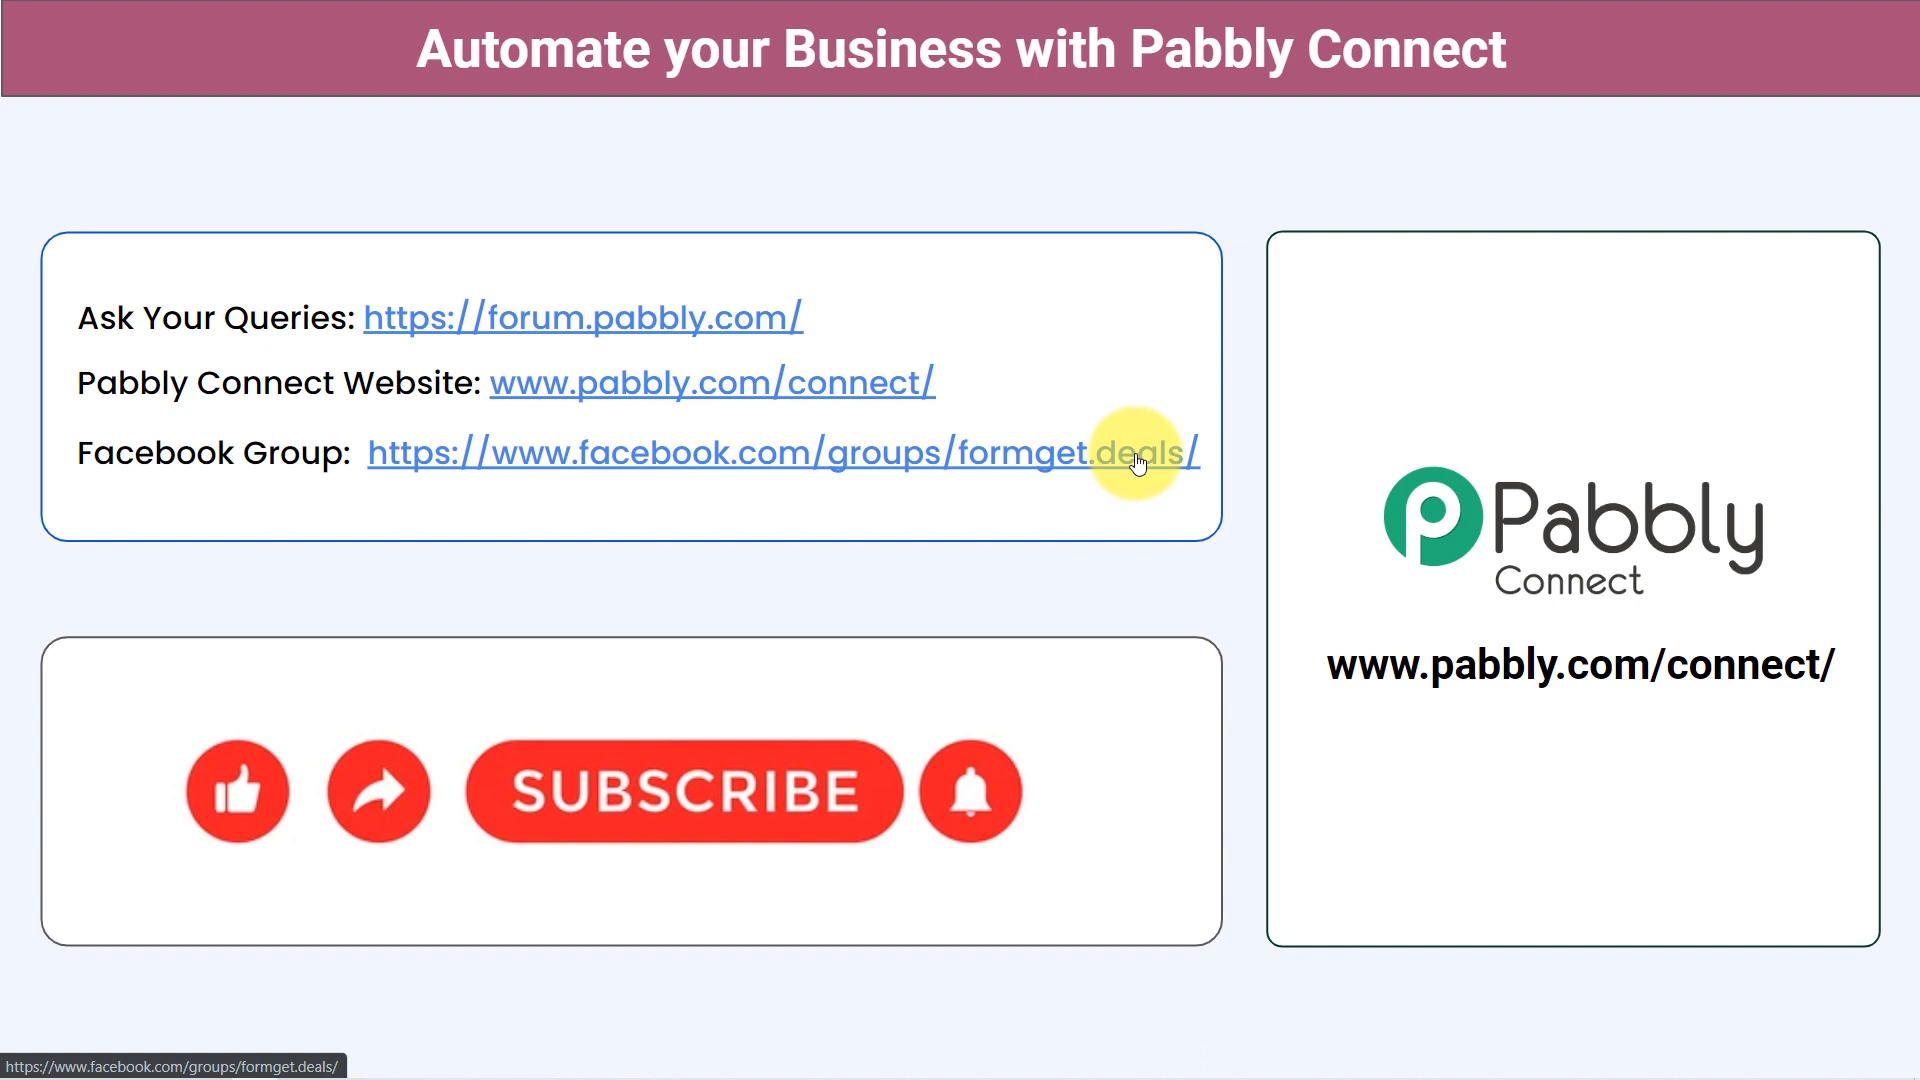 Automate your Business with Pabbly Connect
Ask Your Queries: https://forum.pabbly.com/
Pabbly Connect Website: www.pabbly.com/connect/
Facebook Group: https://www.facebook.com/groups/formget.deals/
SUBSCRIBE
Pabbly
Connect
www.pabbly.com/connect/
https://www.facebook.com/groups/formget.deals/